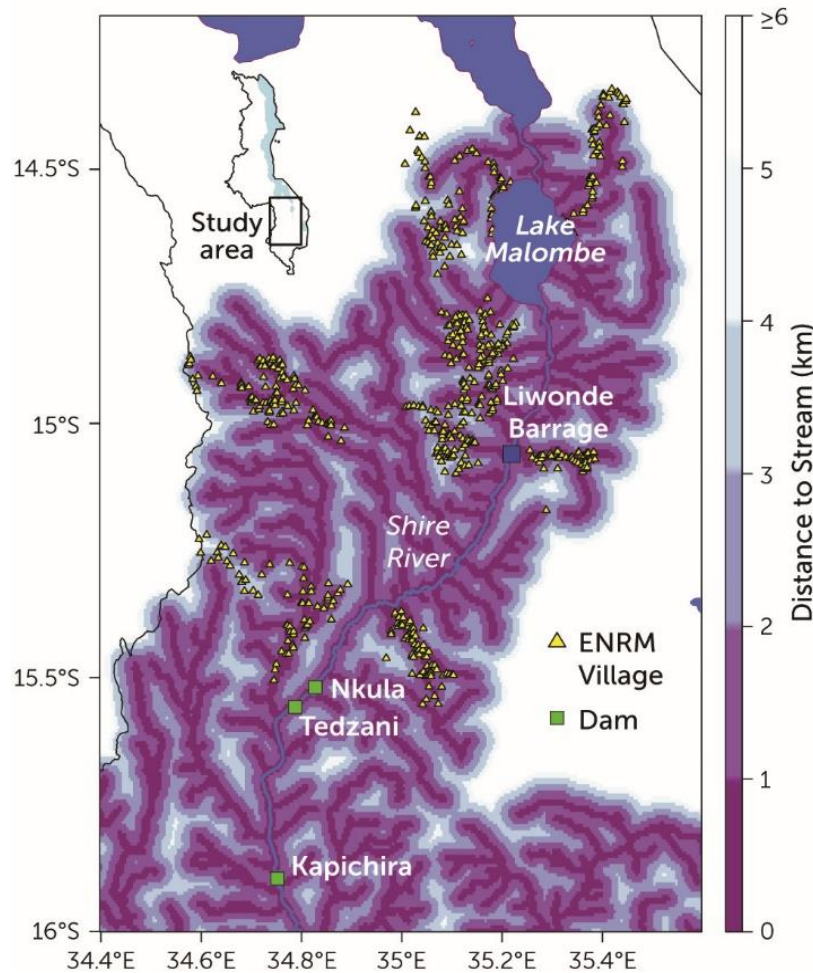 ≥6
5
4
3
2
1
0
Distance to Stream (km)
14.5°S
15°S
15.5°S
16°S
34.4°E
34.6°E
34.8°E
35°E
35.2°E
35.4°E
Study
area
Lake
Malombe
Liwonde
Barrage
Shire
River
ENRM
Village
Dam
Nkula
Tedzani
Kapichira